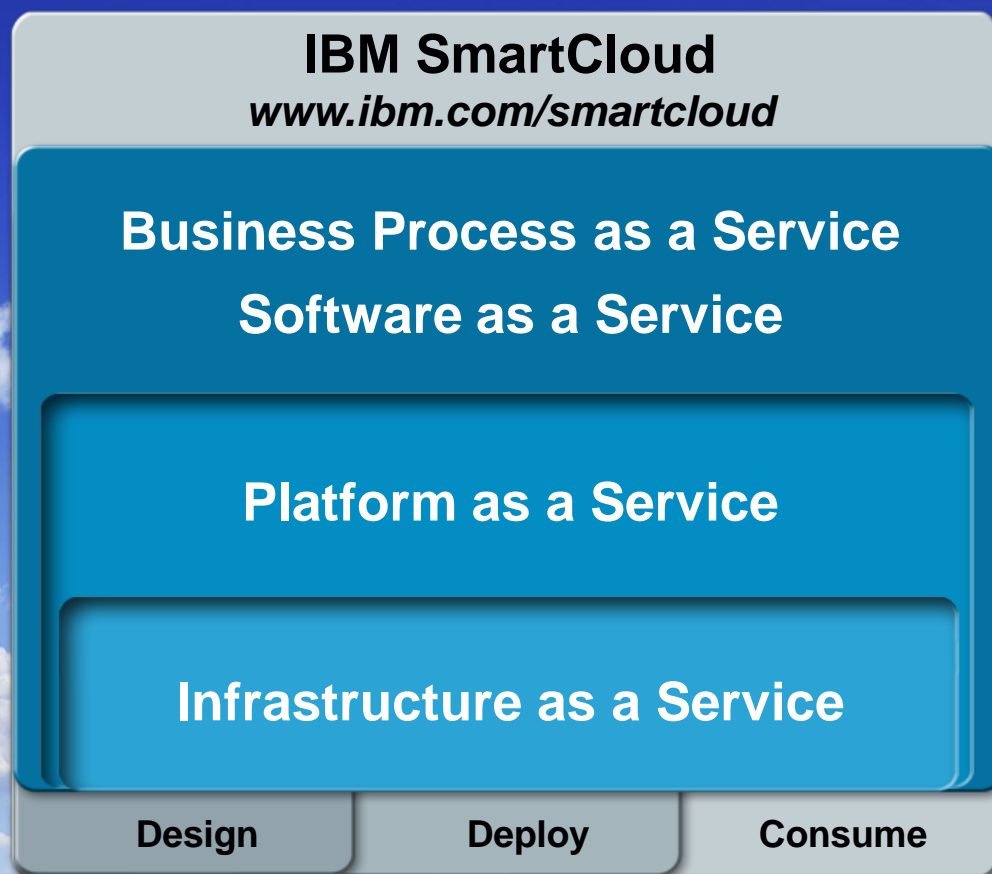 IBM SmartCloud
www.ibm.com/smartcloud
Business Process as a Service
Software as a Service
Platform as a Service
Infrastructure as a Service
Design
Deploy
Consume